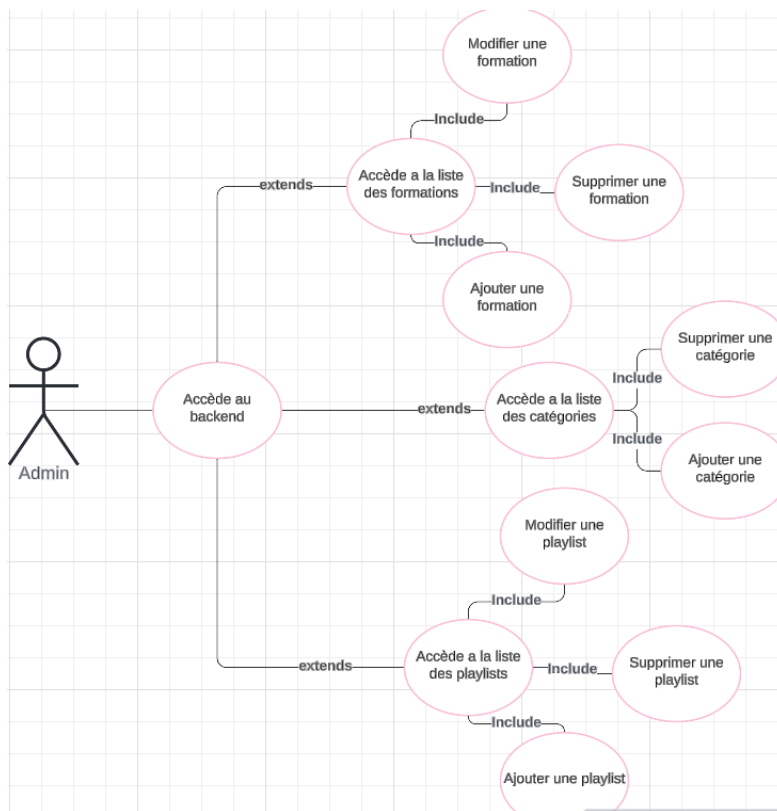 Modifier une
formation
Include
Accède a la liste
des formations
extends
Include
Supprimer une
formation
Include
Ajouter une
formation
Supprimer une
catégorie
Include
Accède au
backend
extends
Accède a la liste
des catégories
Include
Ajouter une
catégorie
Admin
Modifier une
playlist
Include
Accède a la liste
des playlists
extends
Include
Supprimer une
playlist
Include
Ajouter une playlist